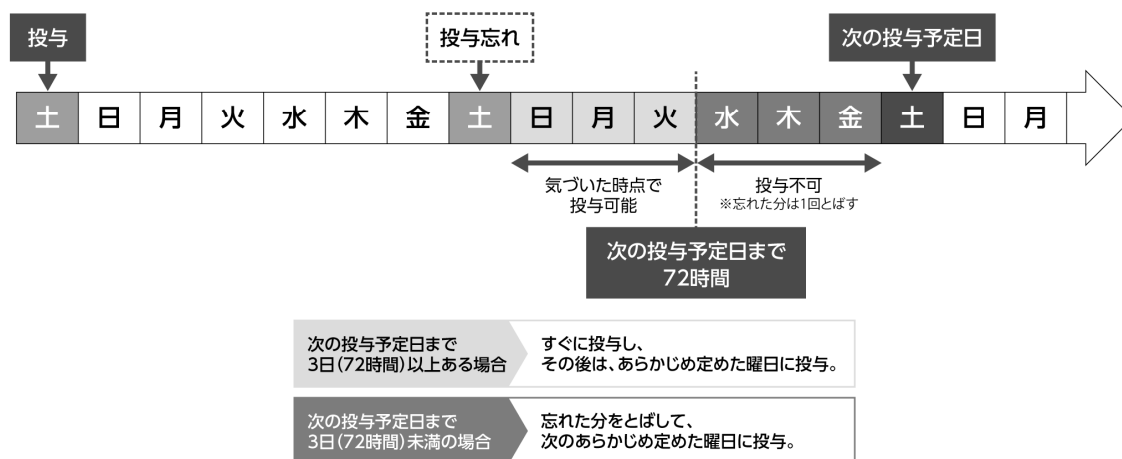 投与
投与忘れ
次の投与予定日
土 日 月 火 水 木 金 土 日 月 火 水 木 金 土 日 月
気づいた時点で
投与可能
投与不可
※忘れた分は1回とばす
次の投与予定日まで
72時間
次の投与予定日まで
3日(72時間)以上ある場合
すぐに投与し、
その後は、あらかじめ定めた曜日に投与。
次の投与予定日まで
3日(72時間)未満の場合
忘れた分をとばして、
次のあらかじめ定めた曜日に投与。